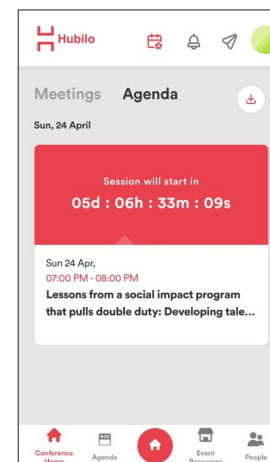 Hubilo
Meetings Agenda
Sun, 24 April
Session will start in
05d : 06h : 33m : 09s
Sun 24 Apr,
07:00 PM - 08:00 PM
Lessons from a social impact program
that pulls double duty: Developing tale...
Conference Agenda Event People
Home Resources